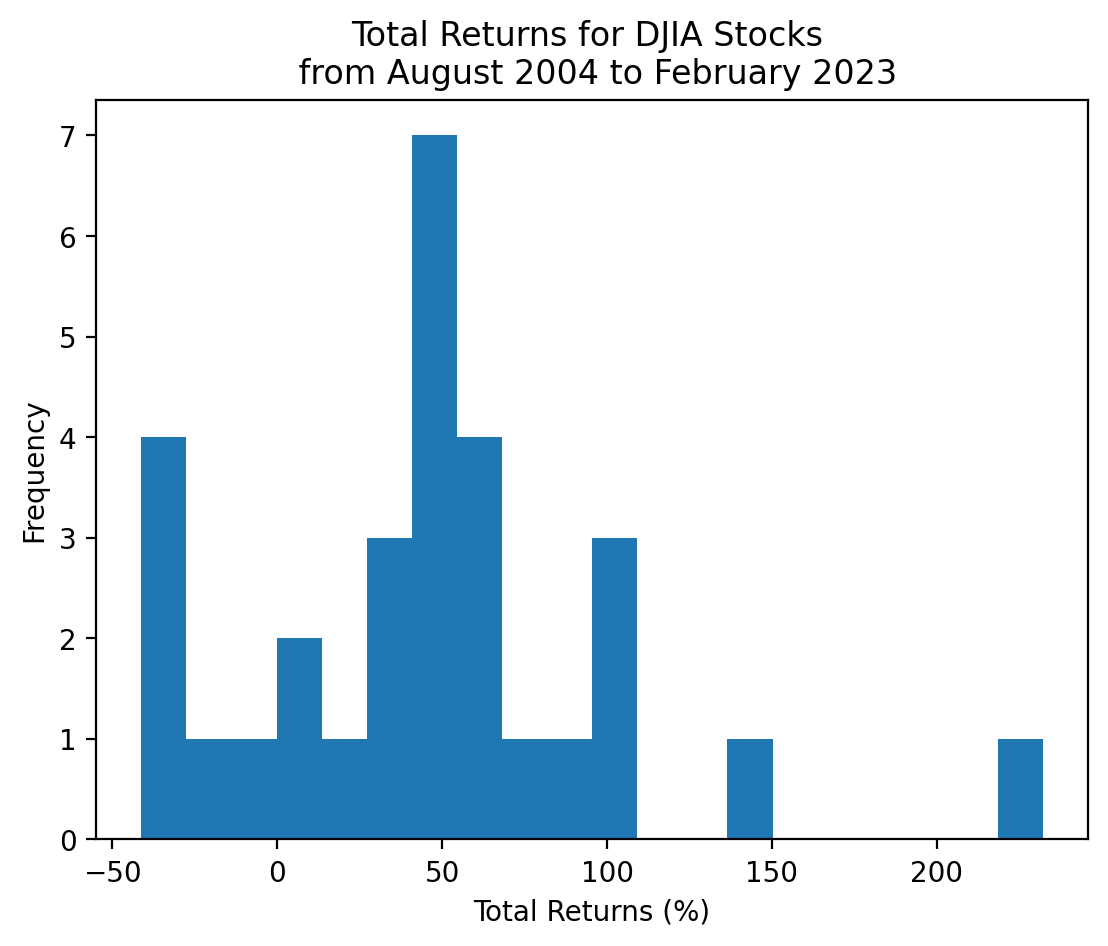 Total Returns for DJIA Stocks
from August 2004 to February 2023
7
6
5
4
3
2
1
0
Frequency
−50 0 50 100 150 200
Total Returns (%)